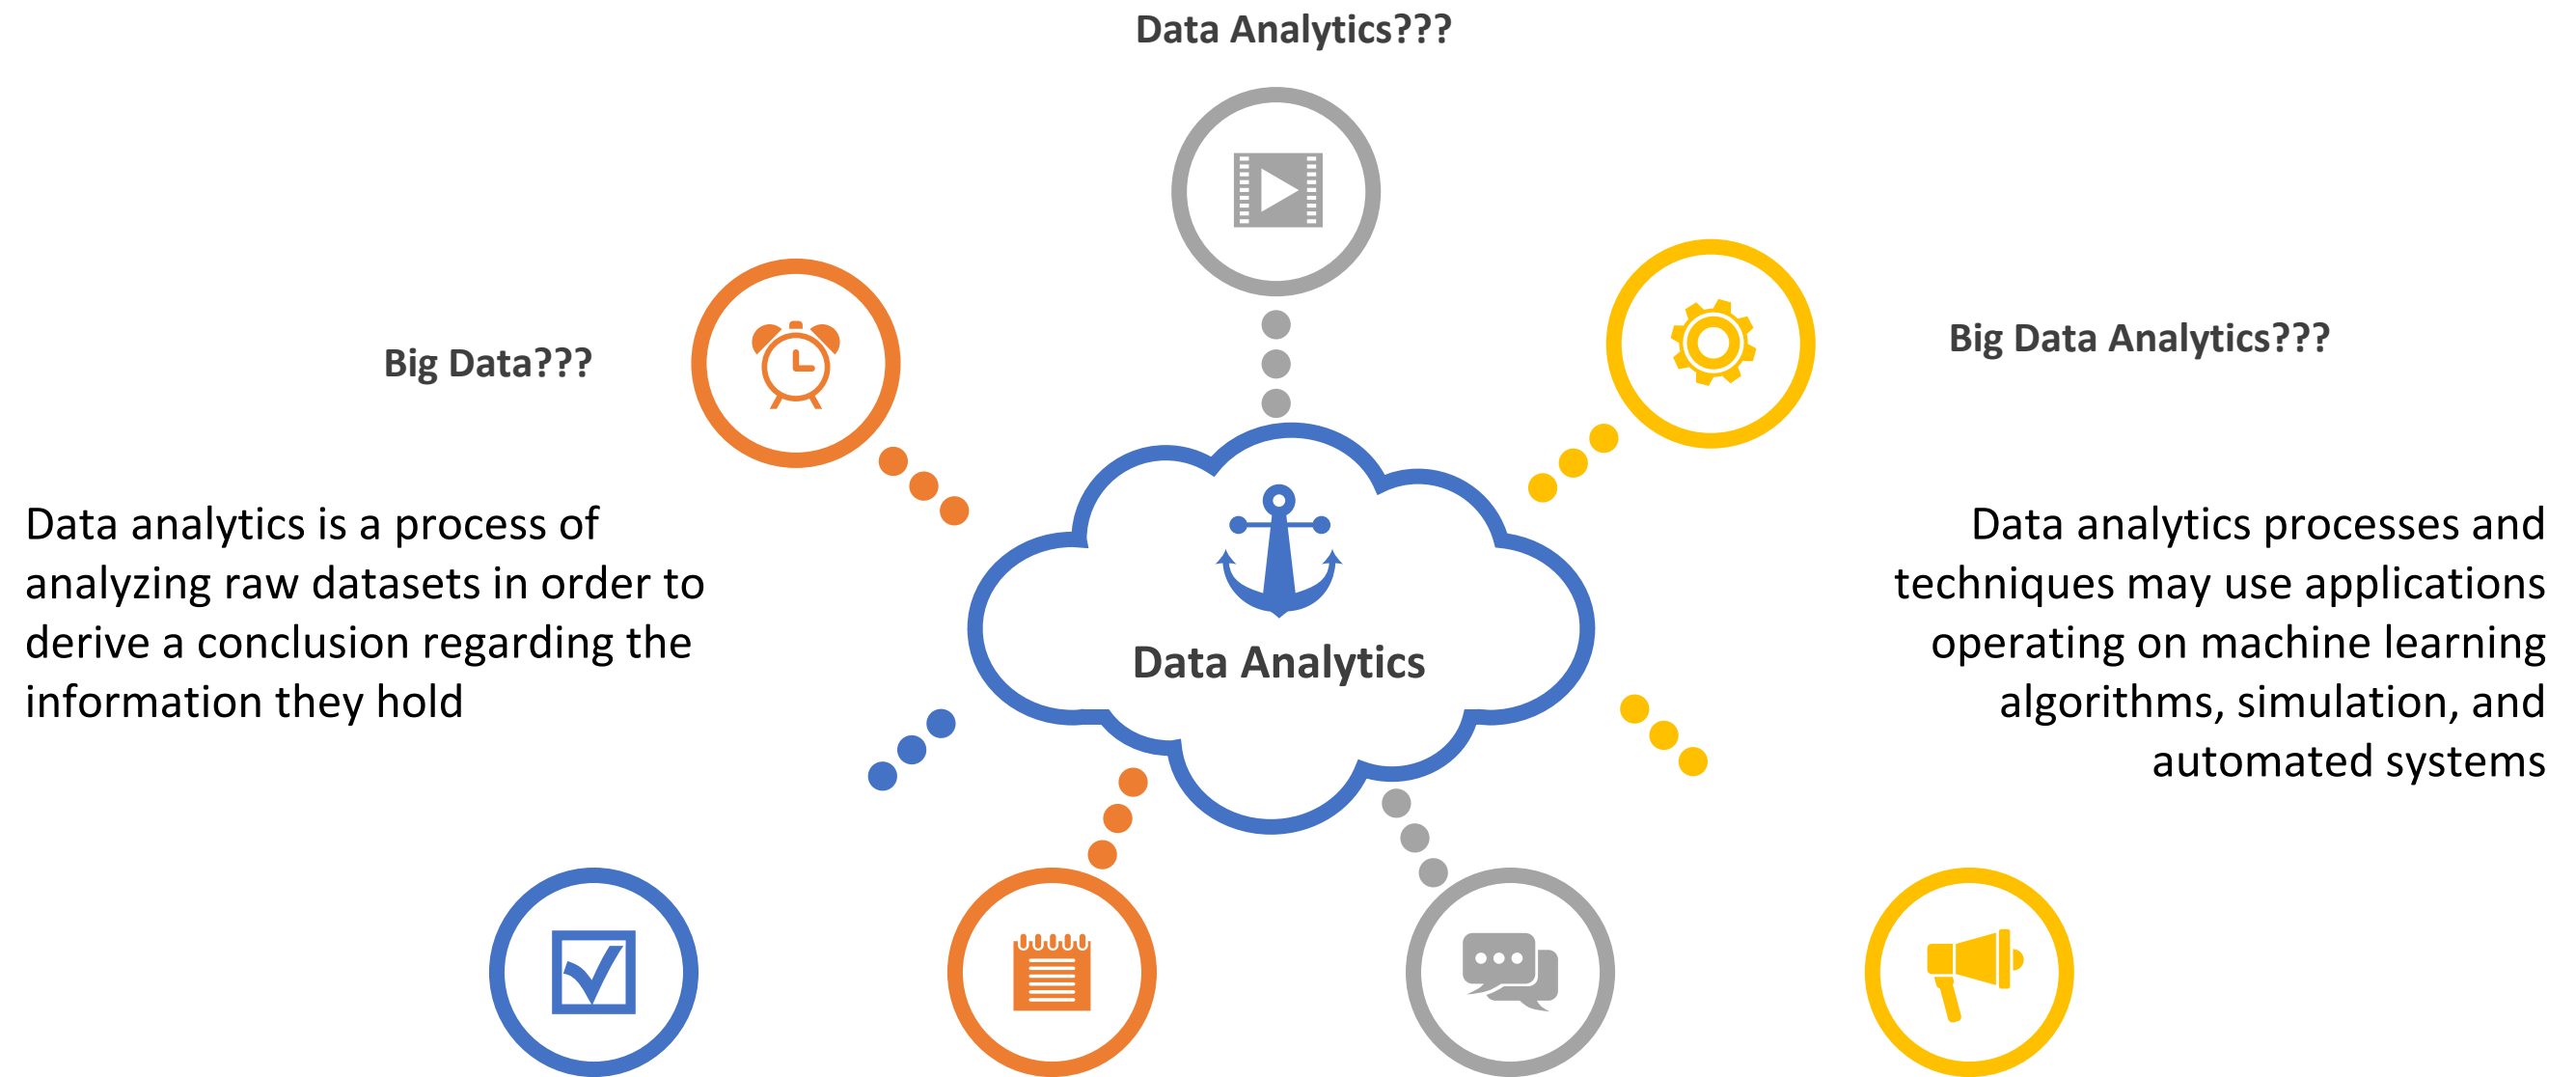 Data Analytics???
Big Data???
Big Data Analytics???
Data analytics is a process of
analyzing raw datasets in order to
derive a conclusion regarding the
information they hold
Data Analytics
Data analytics processes and
techniques may use applications
operating on machine learning
algorithms, simulation, and
automated systems